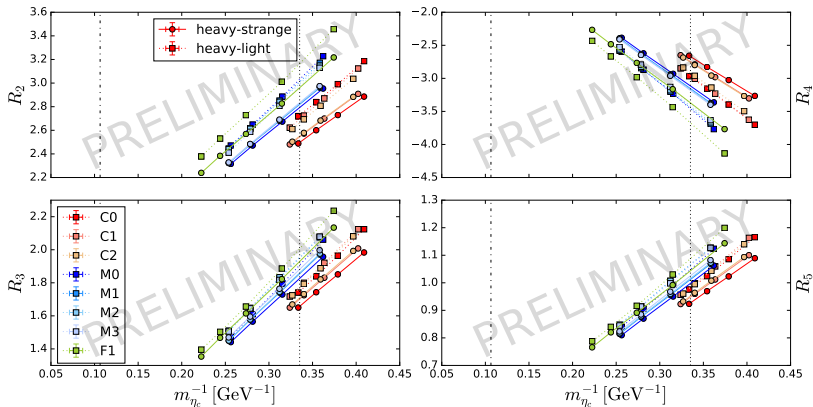 3.6
3.4
3.2
3.0
2.8
2.6
2.4
2.2
R₂
PRELIMINARY
heavy-strange
heavy-light
−2.0
−2.5
−3.0
−3.5
−4.0
−4.5
R₄
PRELIMINARY
2.2
2.0
1.8
1.6
1.4
R₃
PRELIMINARY
C0
C1
C2
M0
M1
M2
M3
F1
0.05 0.10 0.15 0.20 0.25 0.30 0.35 0.40 0.45
m_{η_c}^{−1} [GeV^{−1}]
1.3
1.2
1.1
1.0
0.9
0.8
0.7
R₅
PRELIMINARY
0.05 0.10 0.15 0.20 0.25 0.30 0.35 0.40 0.45
m_{η_c}^{−1} [GeV^{−1}]